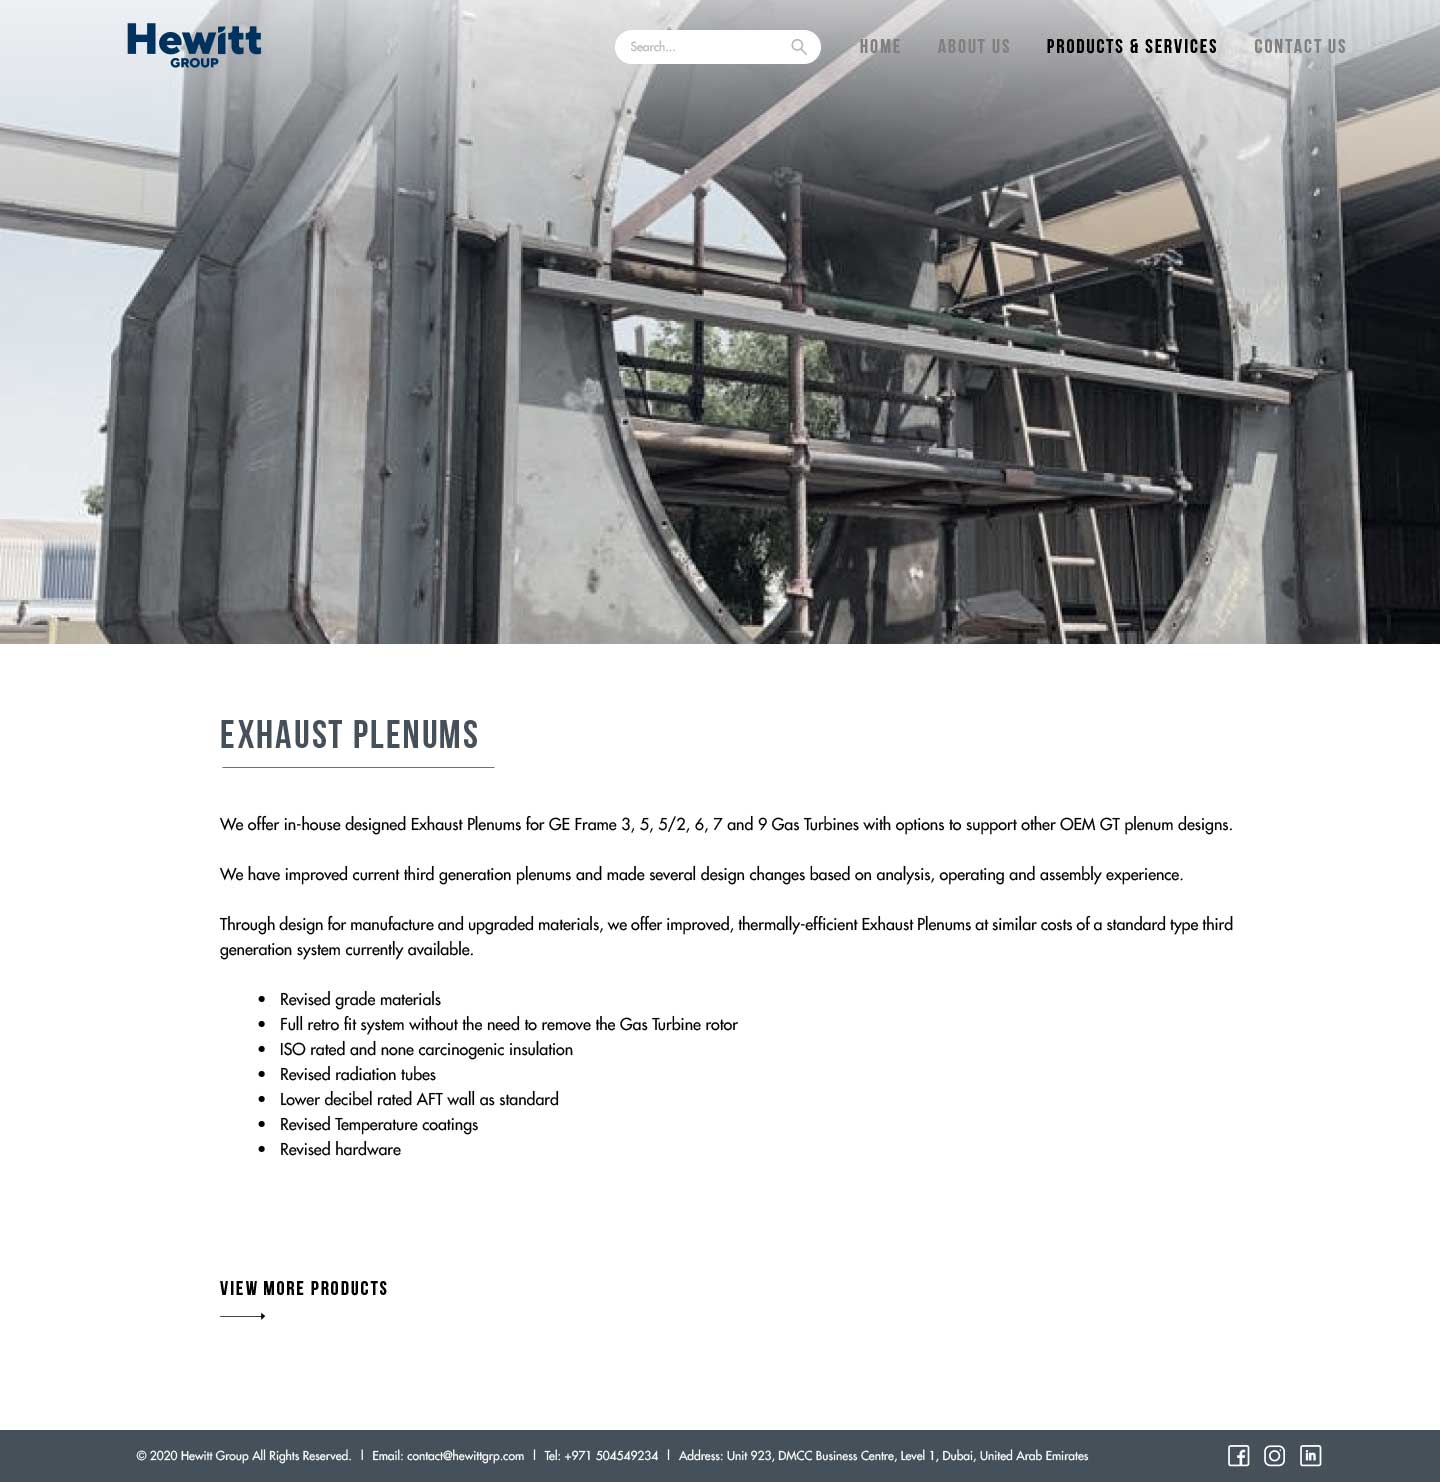 Hewitt
GROUP
Search...
HOME ABOUT US PRODUCTS & SERVICES CONTACT US
EXHAUST PLENUMS
We offer in-house designed Exhaust Plenums for GE Frame 3, 5, 5/2, 6, 7 and 9 Gas Turbines with options to support other OEM GT plenum designs.
We have improved current third generation plenums and made several design changes based on analysis, operating and assembly experience.
Through design for manufacture and upgraded materials, we offer improved, thermally-efficient Exhaust Plenums at similar costs of a standard type third
generation system currently available.
• Revised grade materials
• Full retro fit system without the need to remove the Gas Turbine rotor
• ISO rated and none carcinogenic insulation
• Revised radiation tubes
• Lower decibel rated AFT wall as standard
• Revised Temperature coatings
• Revised hardware
VIEW MORE PRODUCTS
© 2020 Hewitt Group All Rights Reserved. | Email: contact@hewittgrp.com | Tel: +971 504549234 | Address: Unit 923, DMCC Business Centre, Level 1, Dubai, United Arab Emirates